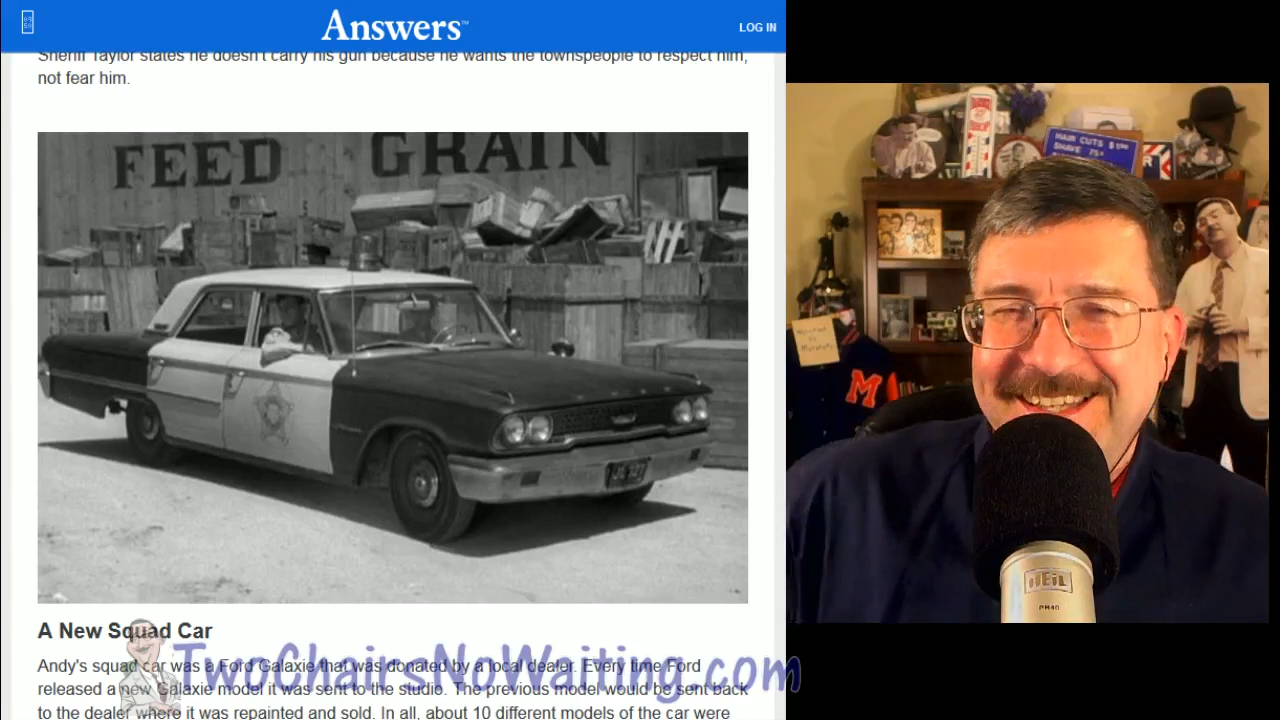 Answers™
LOG IN
Sheriff Taylor states he doesn't carry his gun because he wants the townspeople to respect him,
not fear him.
FEED GRAIN
A New Squad Car
Andy's squad car was a Ford Galaxie that was donated by a local dealer. Every time Ford
released a new Galaxie model it was sent to the studio. The previous model would be sent back
to the dealer where it was repainted and sold. In all, about 10 different models of the car were
TwoChairsNoWaiting.com
HAIR CUTS
SHAVE 75¢
M
HEiL
PR40